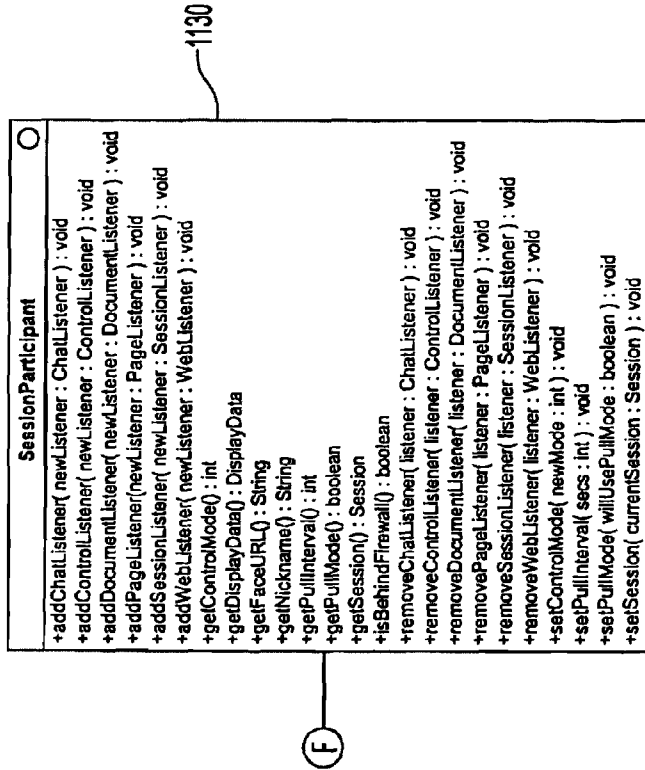 SessionParticipant
+addChatListener( newListener : ChatListener ) : void
+addControlListener( newListener : ControlListener ) : void
+addDocumentListener( newListener : DocumentListener ) : void
+addPageListener(newListener : PageListener ) : void
+addSessionListener( newListener : SessionListener ) : void
+addWebListener( newListener : WebListener ) : void
+getControlMode() : int
+getDisplayData() : DisplayData
+getFaceURL() : String
+getNickname() : String
+getPullInterval() : int
+getPullMode() : boolean
+getSession() : Session
+isBehindFirewall() : boolean
+removeChatListener( listener : ChatListener ) : void
+removeControlListener( listener : ControlListener ) : void
+removeDocumentListener( listener : DocumentListener ) : void
+removePageListener( listener : PageListener ) : void
+removeSessionListener( listener : SessionListener ) : void
+removeWebListener( listener : WebListener ) : void
+setControlMode( newMode : int ) : void
+setPullInterval( secs : int ) : void
+setPullMode( willUsePullMode : boolean ) : void
+setSession( currentSession : Session ) : void
F
1130